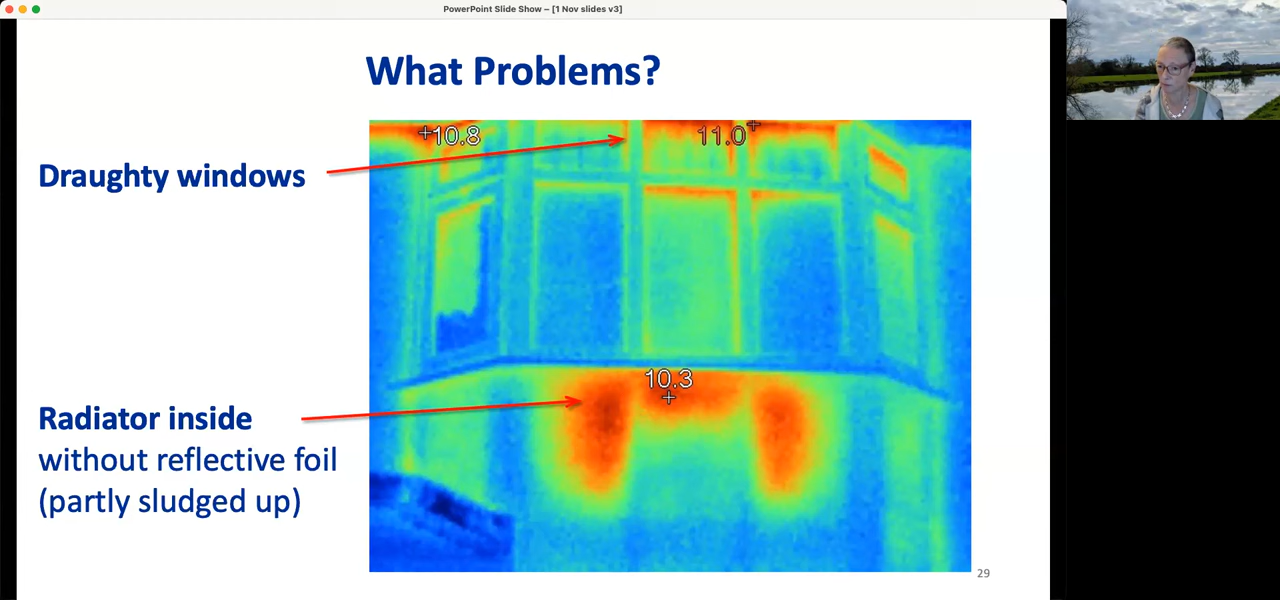 PowerPoint Slide Show – [1 Nov slides v3]
What Problems?
+10.8
11.0+
Draughty windows
10.3
+
Radiator inside
without reflective foil
(partly sludged up)
29